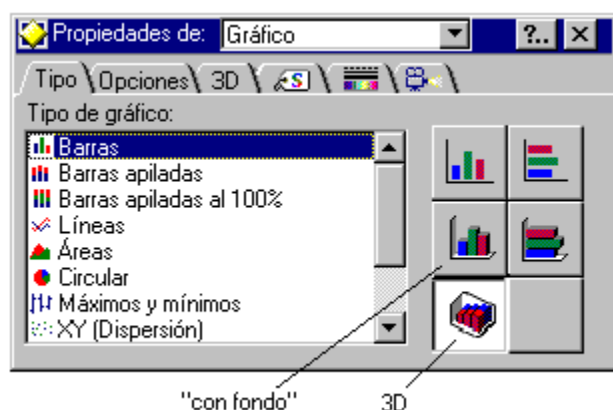 Propiedades de: Gráfico ?..
Tipo Opciones 3D S
Tipo de gráfico:
Barras
Barras apiladas
Barras apiladas al 100%
Líneas
Áreas
Circular
Máximos y mínimos
XY (Dispersión)
"con fondo" 3D